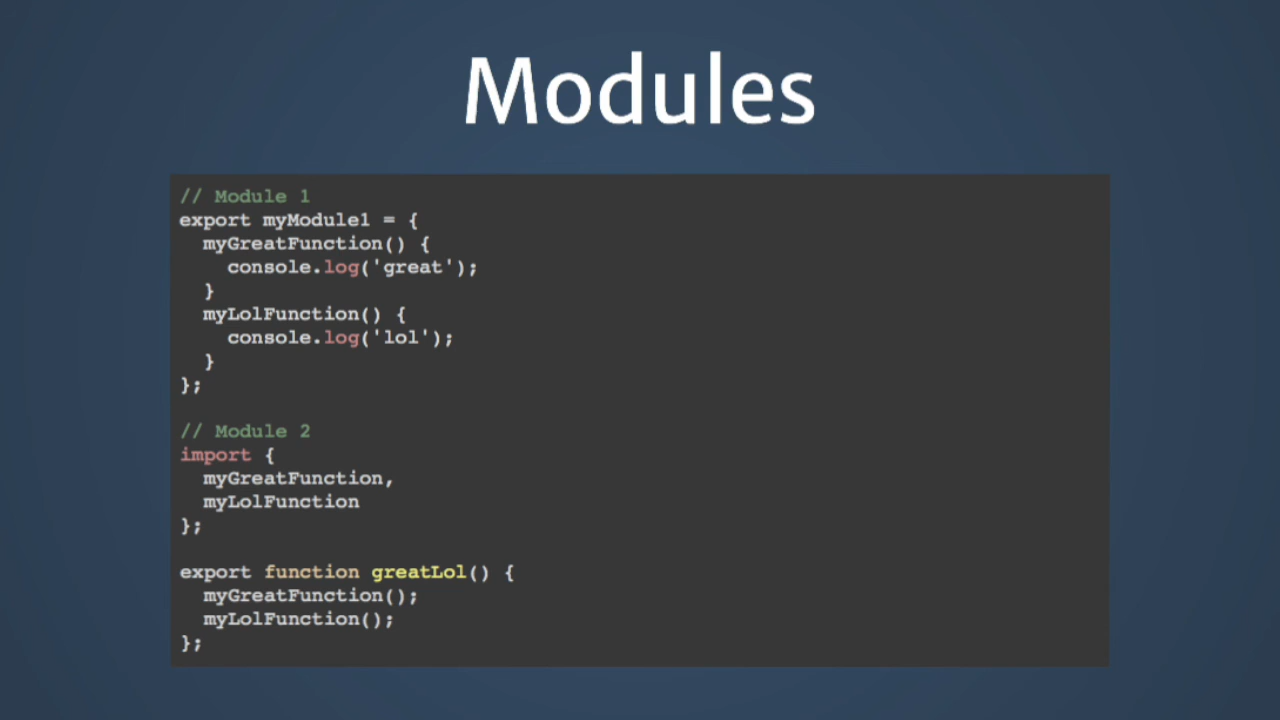 Modules
// Module 1
export myModule1 = {
  myGreatFunction() {
    console.log('great');
  }
  myLolFunction() {
    console.log('lol');
  }
};

// Module 2
import {
  myGreatFunction,
  myLolFunction
};

export function greatLol() {
  myGreatFunction();
  myLolFunction();
};